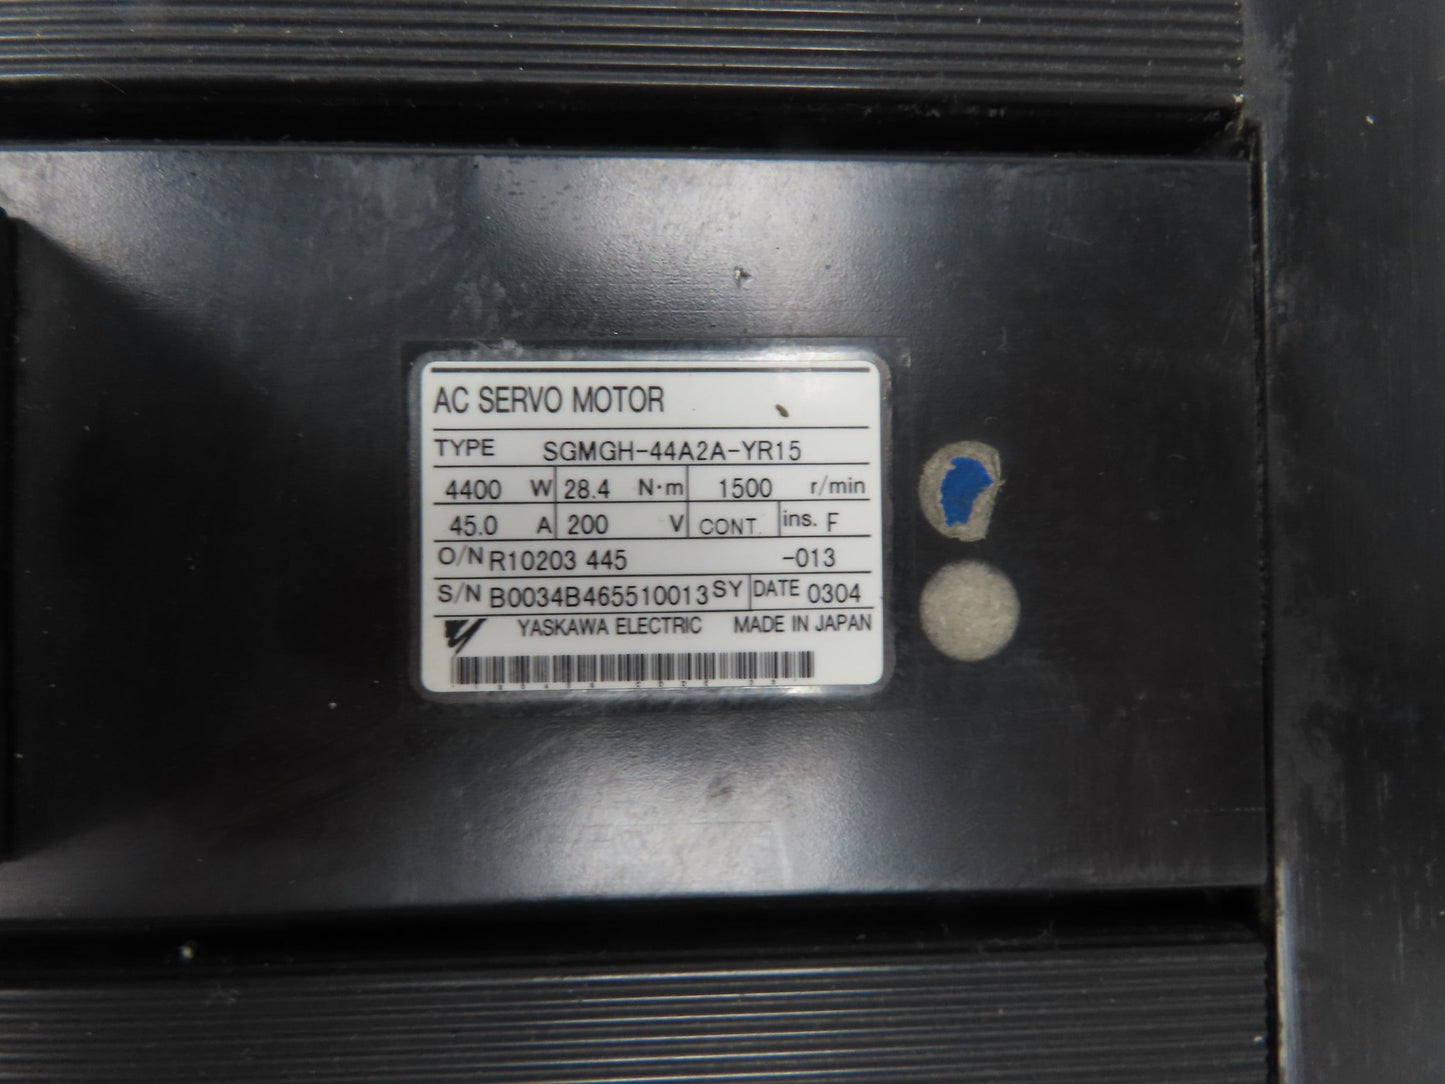 AC SERVO MOTOR
TYPE SGMGH-44A2A-YR15
4400 W 28.4 N·m 1500 r/min
45.0 A 200 V CONT. ins. F
O/N R10203 445 -013
S/N B0034B465510013 SY DATE 0304
YASKAWA ELECTRIC MADE IN JAPAN